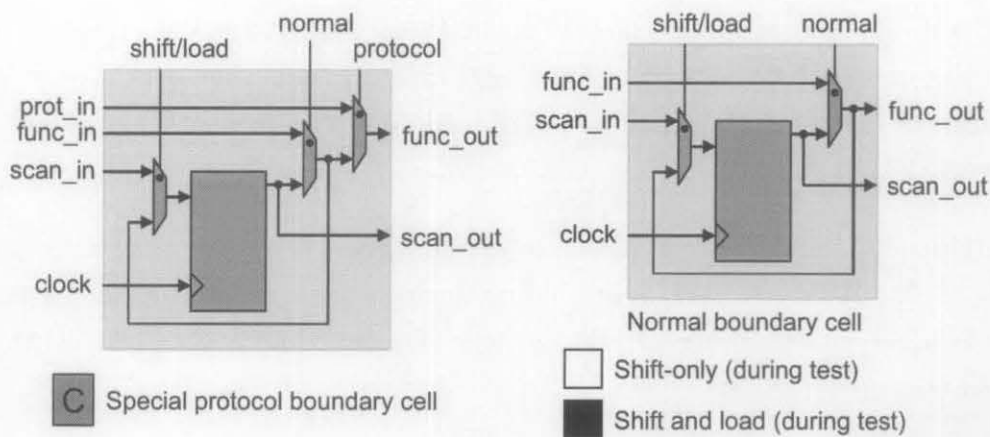 normal
shift/load
protocol
prot_in
func_in
scan_in
func_out
scan_out
clock
C
Special protocol boundary cell
shift/load
normal
func_in
scan_in
func_out
scan_out
clock
Normal boundary cell
Shift-only (during test)
Shift and load (during test)